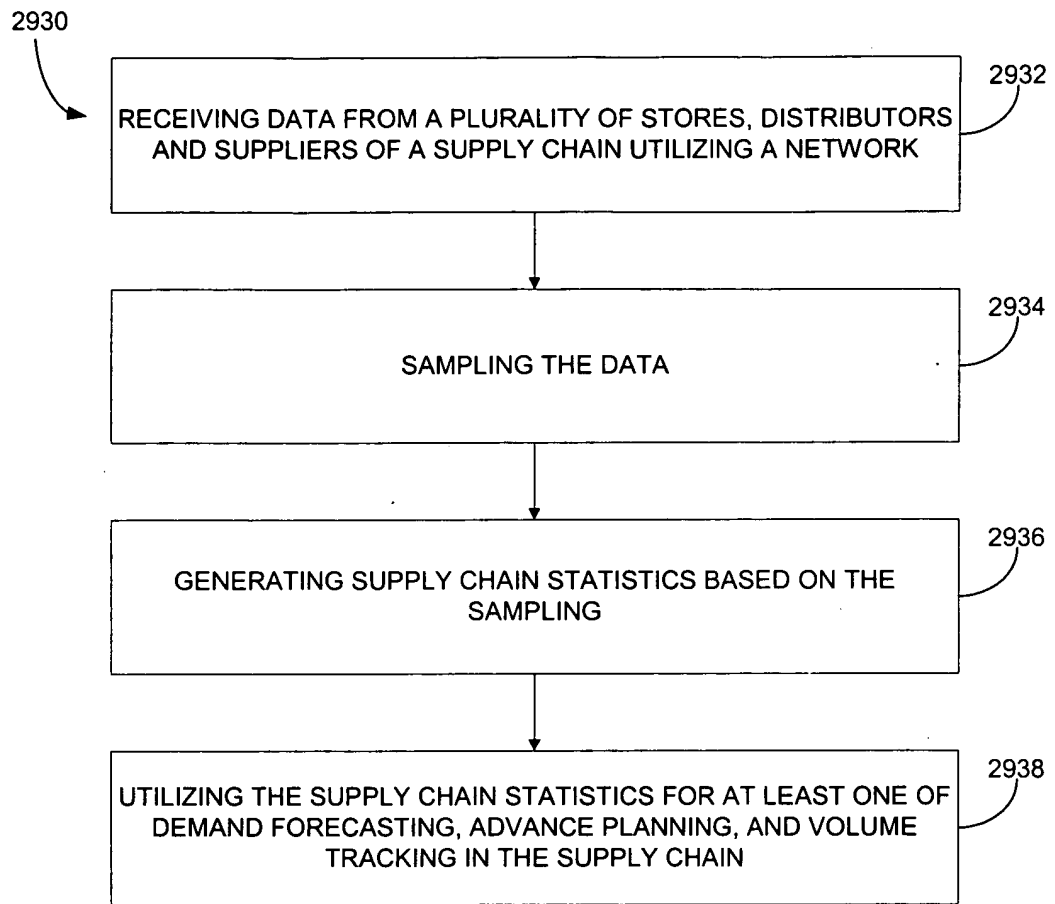 2930
2932
RECEIVING DATA FROM A PLURALITY OF STORES, DISTRIBUTORS
AND SUPPLIERS OF A SUPPLY CHAIN UTILIZING A NETWORK
2934
SAMPLING THE DATA
2936
GENERATING SUPPLY CHAIN STATISTICS BASED ON THE
SAMPLING
2938
UTILIZING THE SUPPLY CHAIN STATISTICS FOR AT LEAST ONE OF
DEMAND FORECASTING, ADVANCE PLANNING, AND VOLUME
TRACKING IN THE SUPPLY CHAIN